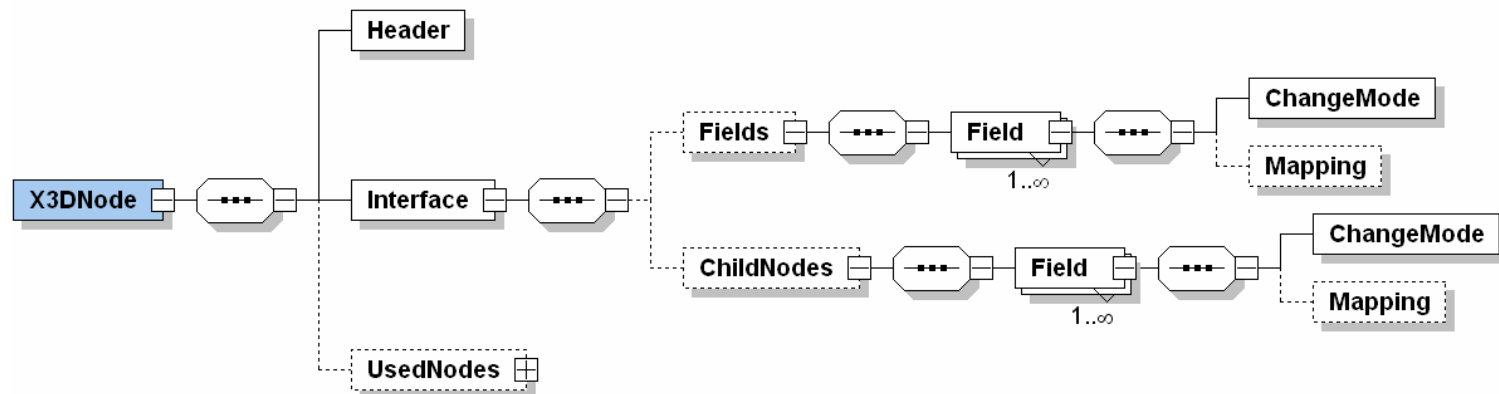 Header
ChangeMode
Fields
Field
1..∞
Mapping
X3DNode
Interface
ChangeMode
ChildNodes
Field
1..∞
Mapping
UsedNodes